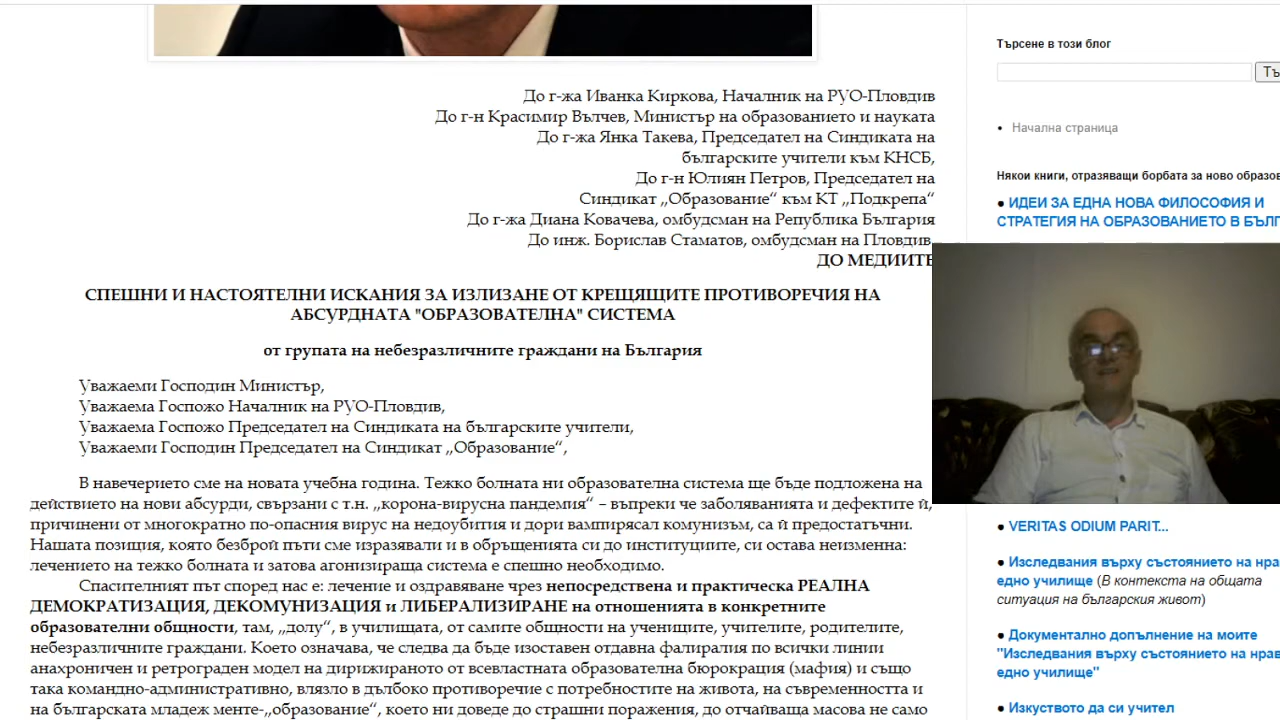 До г-жа Иванка Киркова, Началник на РУО-Пловдив
До г-н Красимир Вълчев, Министър на образованието и науката
До г-жа Янка Такева, Председател на Синдиката на
българските учители към КНСБ,
До г-н Юлиян Петров, Председател на
Синдикат „Образование“ към КТ „Подкрепа“
До г-жа Диана Ковачева, омбудсман на Република България
До инж. Борислав Стаматов, омбудсман на Пловдив
ДО МЕДИИТЕ
СПЕШНИ И НАСТОЯТЕЛНИ ИСКАНИЯ ЗА ИЗЛИЗАНЕ ОТ КРЕЩЯЩИТЕ ПРОТИВОРЕЧИЯ НА
АБСУРДНАТА "ОБРАЗОВАТЕЛНА" СИСТЕМА
от групата на небезразличните граждани на България
Уважаеми Господин Министър,
Уважаема Госпожо Началник на РУО-Пловдив,
Уважаема Госпожо Председател на Синдиката на българските учители,
Уважаеми Господин Председател на Синдикат „Образование“,
В навечерието сме на новата учебна година. Тежко болната ни образователна система ще бъде подложена на
действието на нови абсурди, свързани с т.н. „корона-вирусна пандемия“ – въпреки че заболяванията и дефектите ѝ,
причинени от многократно по-опасния вирус на недоубития и дори вампирясал комунизъм, са ѝ предостатъчни.
Нашата позиция, която безброй пъти сме изразявали и в обръщенията си до институциите, си остава неизменна:
лечението на тежко болната и затова агонизираща система е спешно необходимо.
Спасителният път според нас е: лечение и оздравяване чрез непосредствена и практическа РЕАЛНА
ДЕМОКРАТИЗАЦИЯ, ДЕКОМУНИЗАЦИЯ и ЛИБЕРАЛИЗИРАНЕ на отношенията в конкретните
образователни общности, там, „долу“, в училищата, от самите общности на учениците, учителите, родителите,
небезразличните граждани. Което означава, че следва да бъде изоставен отдавна фалиралия по всички линии
анахроничен и ретрограден модел на дирижираното от всевластната образователна бюрокрация (мафия) и също
така командно-административно, влязло в дълбоко противоречие с потребностите на живота, на съвременността и
на българската младеж менте-„образование“, което ни доведе до страшни поражения, до отчайваща масова не само
Търсене в този блог
Тъ
• Начална страница
Някои книги, отразяващи борбата за ново образов
● ИДЕИ ЗА ЕДНА НОВА ФИЛОСОФИЯ И
СТРАТЕГИЯ НА ОБРАЗОВАНИЕТО В БЪЛГ
● VERITAS ODIUM PARIT...
● Изследвания върху състоянието на нра
едно училище (В контекста на общата
ситуация на българския живот)
● Документално допълнение на моите
"Изследвания върху състоянието на нрав
едно училище"
● Изкуството да си учител